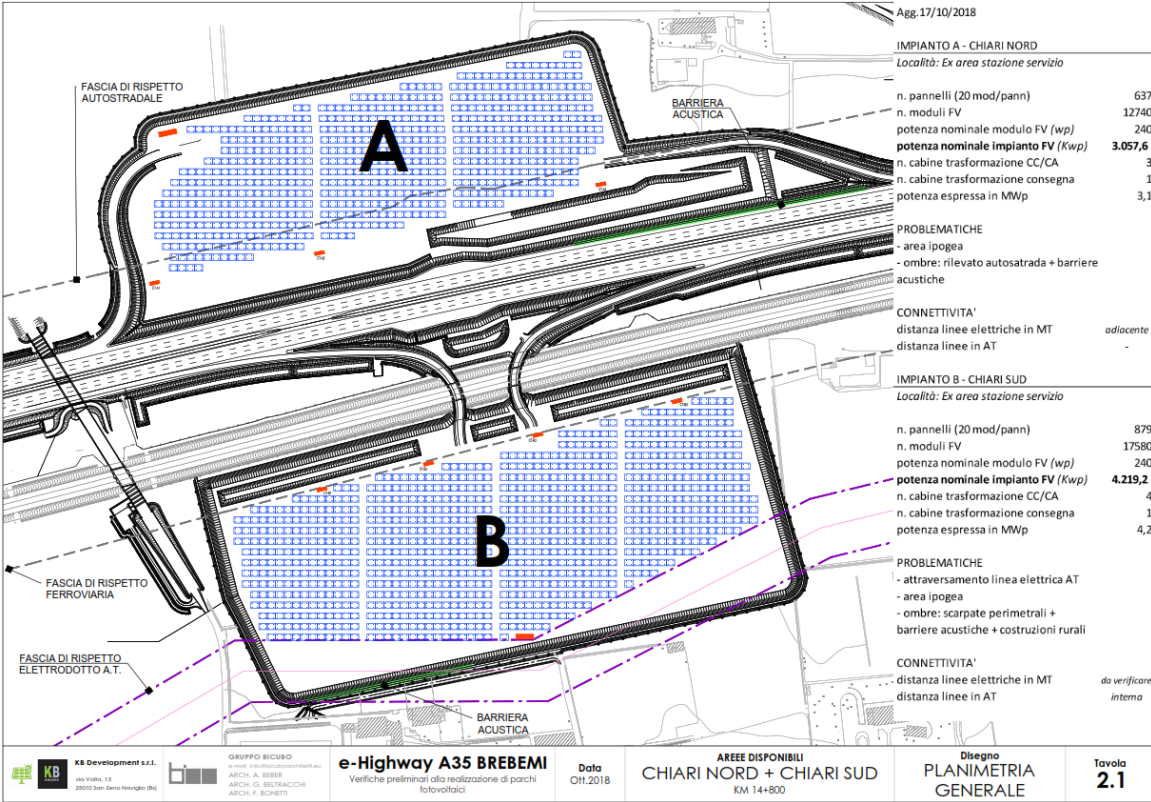 Agg.17/10/2018
IMPIANTO A - CHIARI NORD
Località: Ex area stazione servizio
n. pannelli (20 mod/pann) 637
n. moduli FV 12740
potenza nominale modulo FV (wp) 240
potenza nominale impianto FV (Kwp) 3.057,6
n. cabine trasformazione CC/CA 3
n. cabine trasformazione consegna 1
potenza espressa in MWp 3,1
PROBLEMATICHE
- area ipogea
- ombre: rilevato autosatrada + barriere
acustiche
CONNETTIVITA'
distanza linee elettriche in MT adiacente
distanza linee in AT -
IMPIANTO B - CHIARI SUD
Località: Ex area stazione servizio
n. pannelli (20 mod/pann) 879
n. moduli FV 17580
potenza nominale modulo FV (wp) 240
potenza nominale impianto FV (Kwp) 4.219,2
n. cabine trasformazione CC/CA 4
n. cabine trasformazione consegna 1
potenza espressa in MWp 4,2
PROBLEMATICHE
- attraversamento linea elettrica AT
- area ipogea
- ombre: scarpate perimetrali +
barriere acustiche + costruzioni rurali
CONNETTIVITA'
distanza linee elettriche in MT da verificare
distanza linee in AT interna
FASCIA DI RISPETTO
AUTOSTRADALE
BARRIERA
ACUSTICA
A
B
FASCIA DI RISPETTO
FERROVIARIA
FASCIA DI RISPETTO
ELETTRODOTTO A.T.
BARRIERA
ACUSTICA
KB
KB Development s.r.l.
via Volta, 13
25010 San Zeno Naviglio (Bs)
GRUPPO BICUBO
ARCH. A. BEBER
ARCH. G. BELTRACCHI
ARCH. F. BONETTI
e-Highway A35 BREBEMI
Verifiche preliminari alla realizzazione di parchi
fotovoltaici
Data
Ott.2018
AREEE DISPONIBILI
CHIARI NORD + CHIARI SUD
KM 14+800
Disegno
PLANIMETRIA
GENERALE
Tavola
2.1